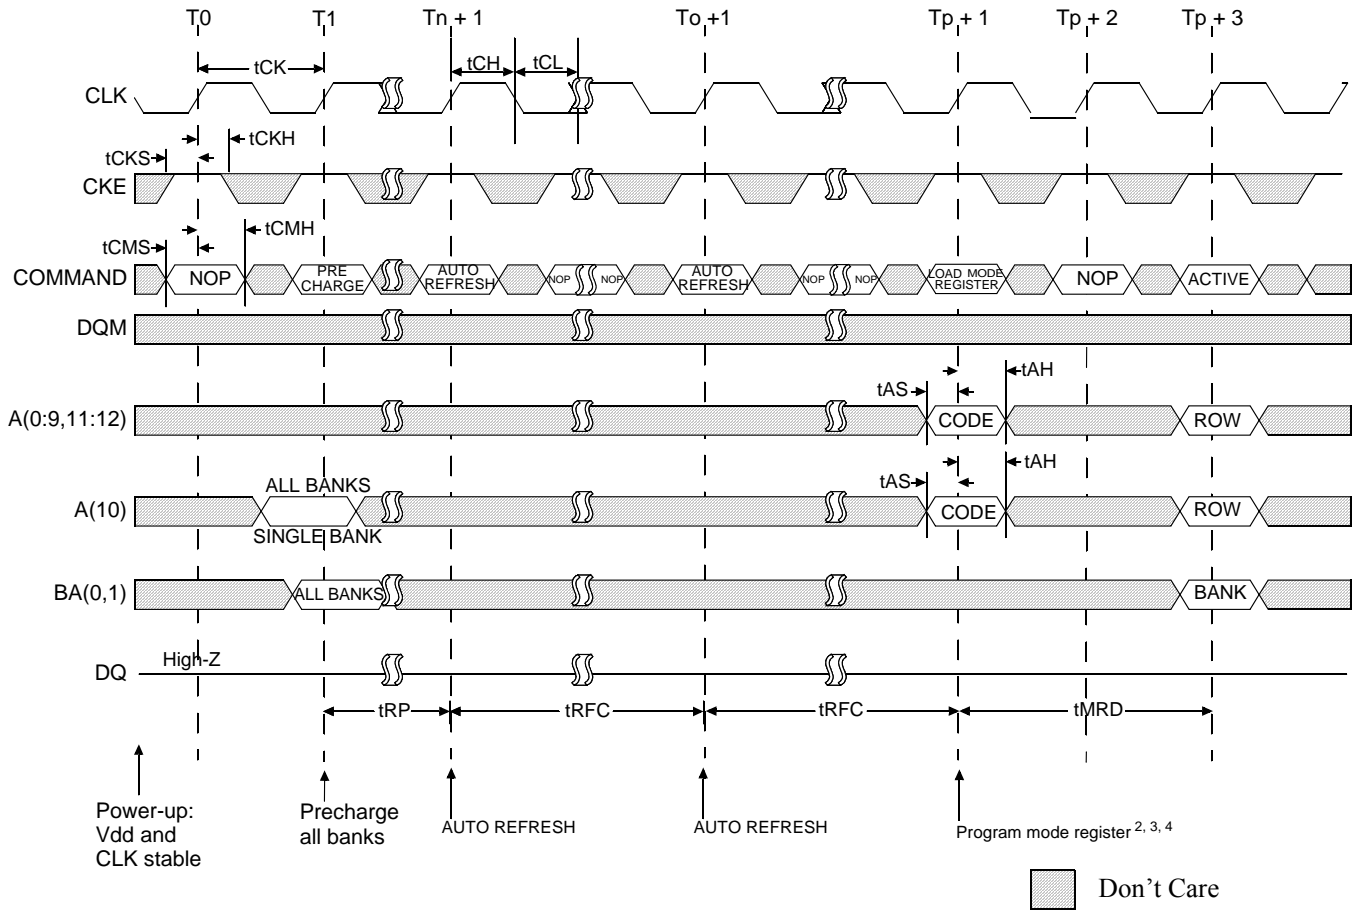 T0 T1 Tn + 1 To +1 Tp + 1 Tp + 2 Tp + 3
tCK tCH tCL
CLK
tCKH
tCKS
CKE
tCMH
tCMS
COMMAND NOP PRE CHARGE AUTO REFRESH NOP NOP AUTO REFRESH NOP NOP LOAD MODE REGISTER NOP ACTIVE
DQM
tAH
tAS
A(0:9,11:12) CODE ROW
tAH
ALL BANKS tAS
A(10) CODE ROW
SINGLE BANK
BA(0,1) ALL BANKS BANK
High-Z
DQ
tRP tRFC tRFC tMRD
Power-up:
Vdd and
CLK stable
Precharge
all banks
AUTO REFRESH
AUTO REFRESH
Program mode register 2, 3, 4
Don't Care